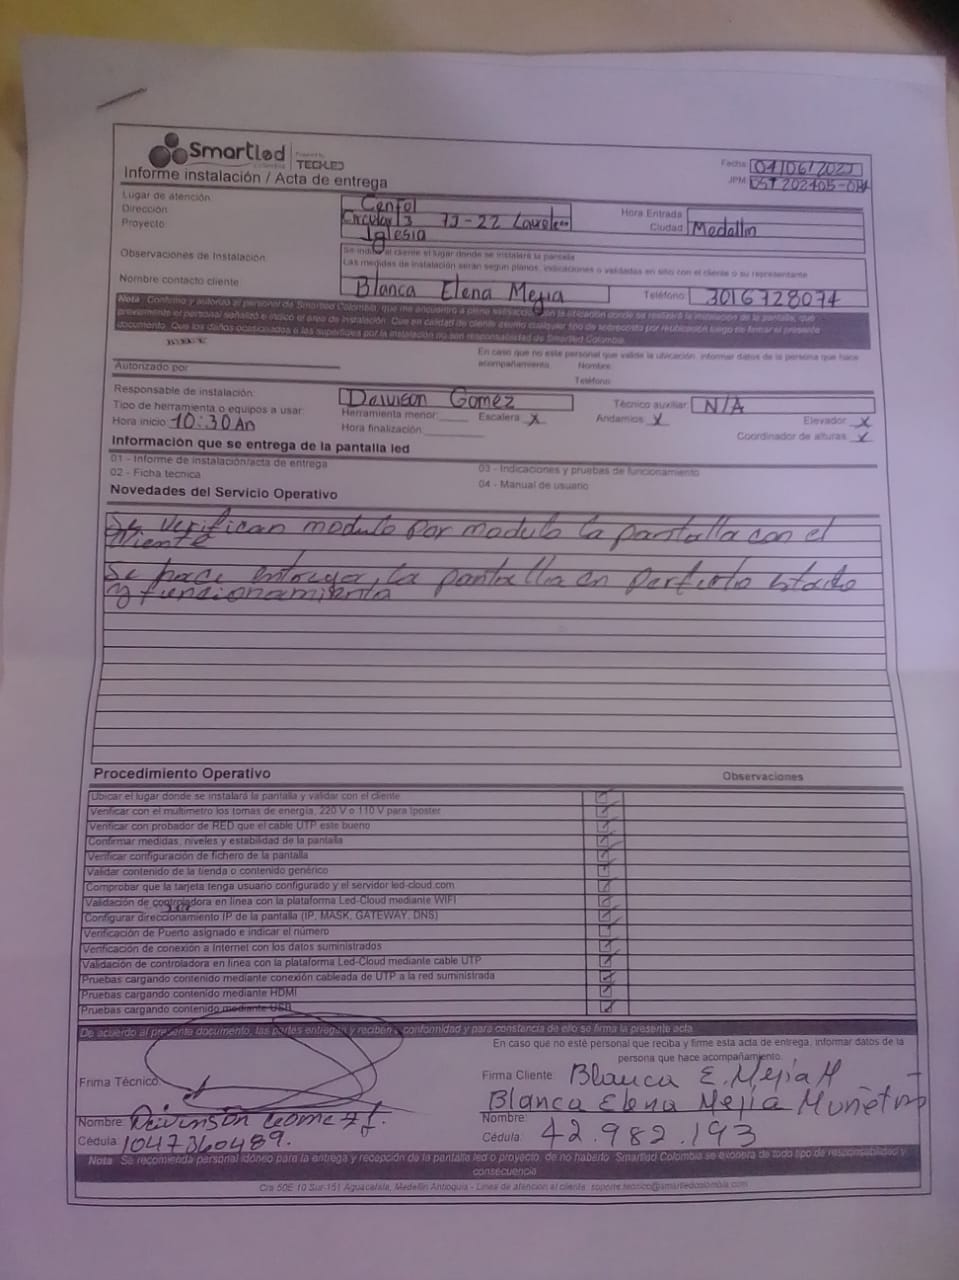 Smartled
Powered by
TECHLED
Informe instalación / Acta de entrega
Fecha 04/06/2025
JPM
Lugar de atención Cenfol
Dirección Circular 3 73-22
Proyecto Iglesia
Hora Entrada
Ciudad Medellin
Observaciones de Instalación
Se indica al cliente el lugar donde se instalará la pantalla
Las medidas de instalación serán segun planos, indicaciones o validadas en sitio con el cliente o su representante
Nombre contacto cliente Blanca Elena Mejia
Teléfono 3016728074
Nota: Confirmo y autorizo al personal de Smartled Colombia, que me encuentro a plena satisfacción con la ubicación donde se realizará la instalación de la pantalla, que
previamente el personal señalizó e indicó el área de instalación. Que en calidad de cliente asumo cualquier tipo de sobrecosto por reubicación luego de firmar el presente
documento. Que los daños ocasionados a las superficies por la instalación no son responsabilidad de Smartled Colombia.
En caso que no este personal que valide la ubicación, informar datos de la persona que hace
acompañamiento. Nombre:
Teléfono:
Autorizado por
Responsable de instalación: Deivison Gomez
Técnico auxiliar N/A
Tipo de herramienta o equipos a usar: Herramienta menor: Escalera X Andamios X Elevador X
Hora inicio 10:30 Am Hora finalización: Coordinador de alturas X
Información que se entrega de la pantalla led
01 - Informe de instalación/acta de entrega
02 - Ficha tecnica
03 - Indicaciones y pruebas de funcionamiento
04 - Manual de usuario
Novedades del Servicio Operativo
Se verifican modulo por modulo la pantalla con el
cliente
Se hace entrega, la pantalla en perfecto estado
y funcionamiento
Procedimiento Operativo
Observaciones
Ubicar el lugar donde se instalará la pantalla y validar con el cliente
Verificar con el multimetro los tomas de energia, 220 V o 110 V para Iposter
Verificar con probador de RED que el cable UTP este bueno
Confirmar medidas, niveles y estabilidad de la pantalla
Verificar configuración de fichero de la pantalla
Validar contenido de la tienda o contenido genérico
Comprobar que la tarjeta tenga usuario configurado y el servidor led-cloud.com
Validación de controladora en linea con la plataforma Led-Cloud mediante WIFI
Configurar direccionamiento IP de la pantalla (IP, MASK, GATEWAY, DNS)
Verificación de Puerto asignado e indicar el número
Verificación de conexión a Internet con los datos suministrados
Validación de controladora en linea con la plataforma Led-Cloud mediante cable UTP
Pruebas cargando contenido mediante conexión cableada de UTP a la red suministrada
Pruebas cargando contenido mediante HDMI
Pruebas cargando contenido mediante USB
De acuerdo al presente documento, las partes entregan y reciben a conformidad y para constancia de ello se firma la presente acta
En caso que no esté personal que reciba y firme esta acta de entrega, informar datos de la
persona que hace acompañamiento.
Frima Técnico:
Firma Cliente: Blanca E. Mejía M
Blanca Elena Mejía
Nombre:
Nombre:
Cédula: 1047360489.
Cédula: 42.982.193
Nota: Se recomienda personal idóneo para la entrega y recepción de la pantalla led o proyecto, de no haberlo Smartled Colombia se exonera de todo tipo de responsabilidad y
consecuencia
Cra 50E 10 Sur-151 Aguacatala, Medellin Antioquia - Linea de atencion al cliente: soporte.tecnico@smartledcolombia.com